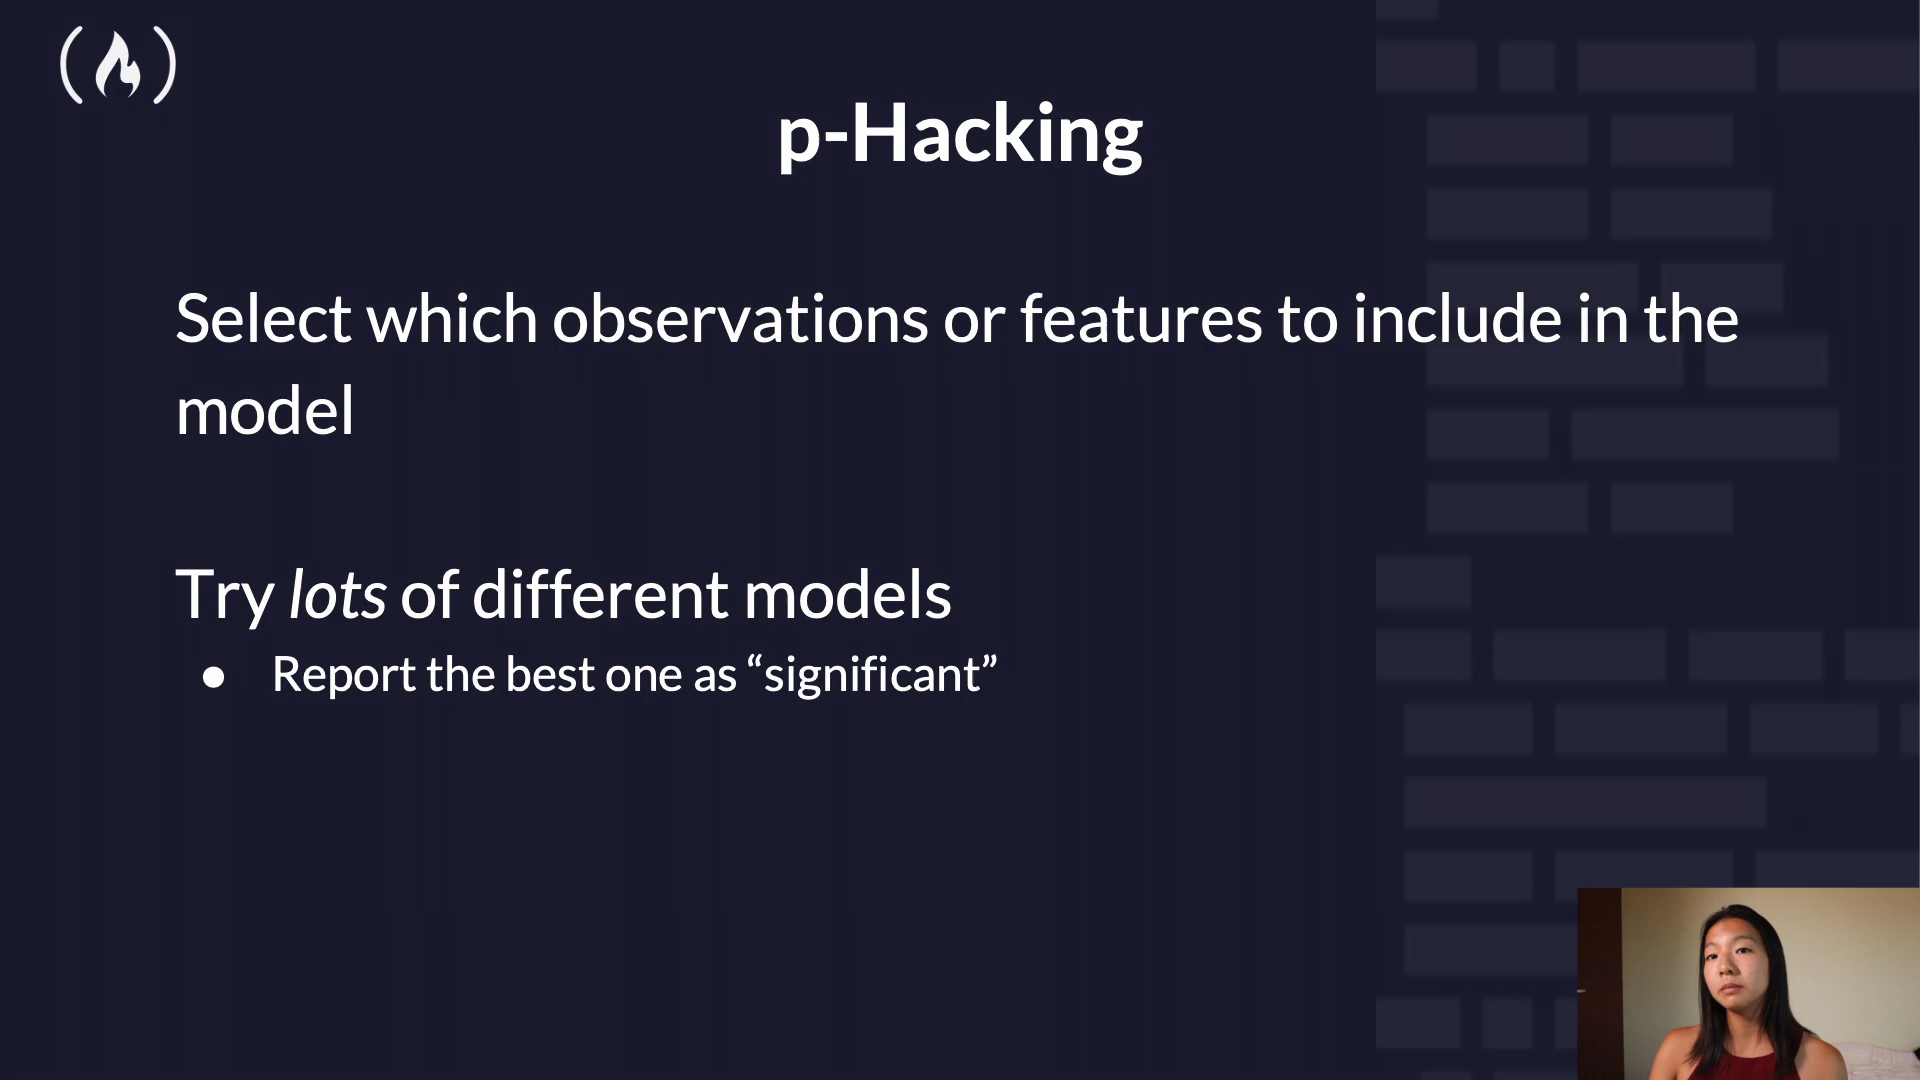 p-Hacking
Select which observations or features to include in the
model
Try lots of different models
● Report the best one as “significant”